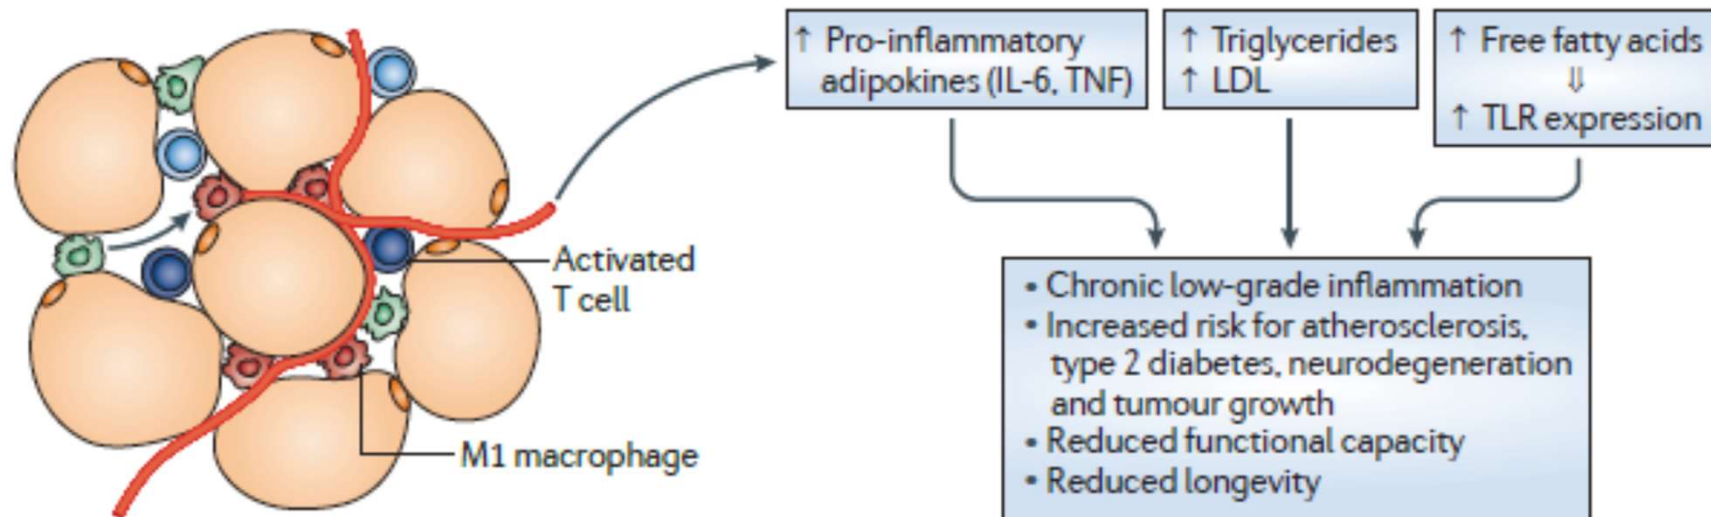 ↑ Pro-inflammatory
adipokines (IL-6, TNF)
↑ Triglycerides
↑ LDL
↑ Free fatty acids
⇓
↑ TLR expression
Activated
T cell
M1 macrophage
• Chronic low-grade inflammation
• Increased risk for atherosclerosis,
type 2 diabetes, neurodegeneration
and tumour growth
• Reduced functional capacity
• Reduced longevity